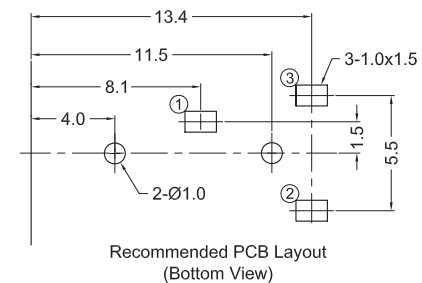 13.4
11.5
③
3-1.0x1.5
8.1
①
4.0
1.5
5.5
2-Ø1.0
②
Recommended PCB Layout
(Bottom View)